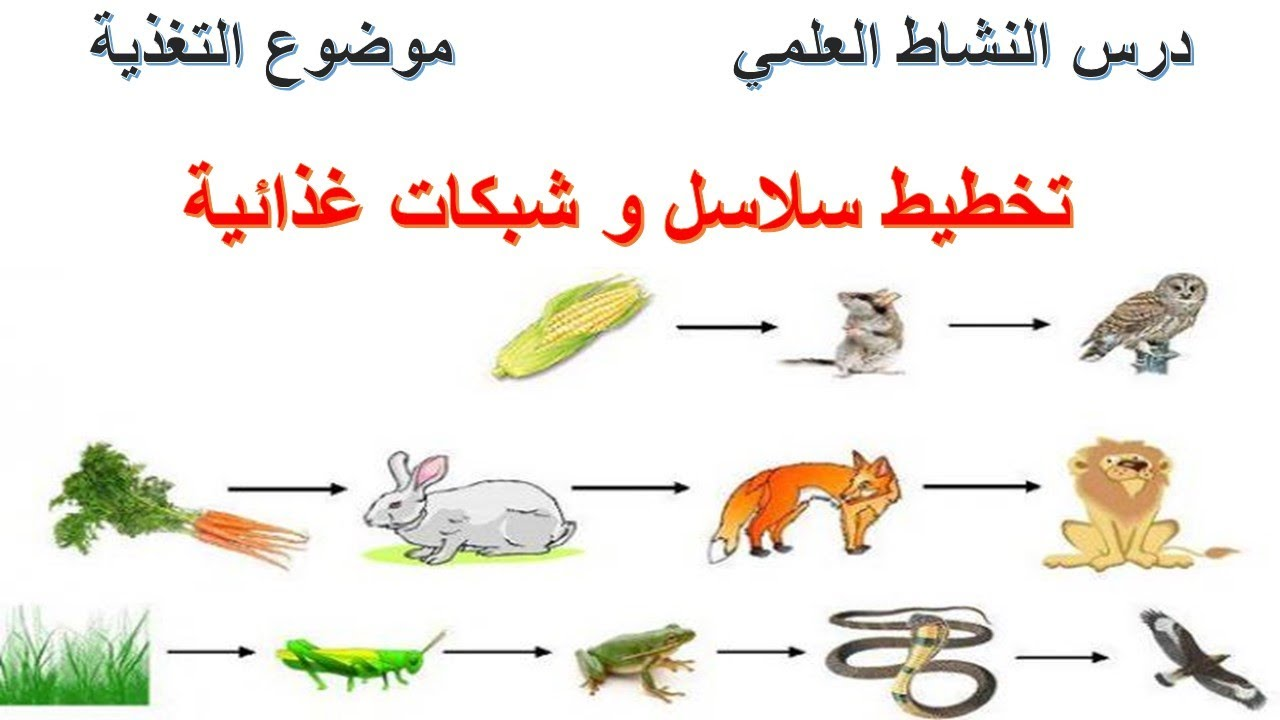 درس النشاط العلمي موضوع التغذية
تخطيط سلاسل و شبكات غذائية